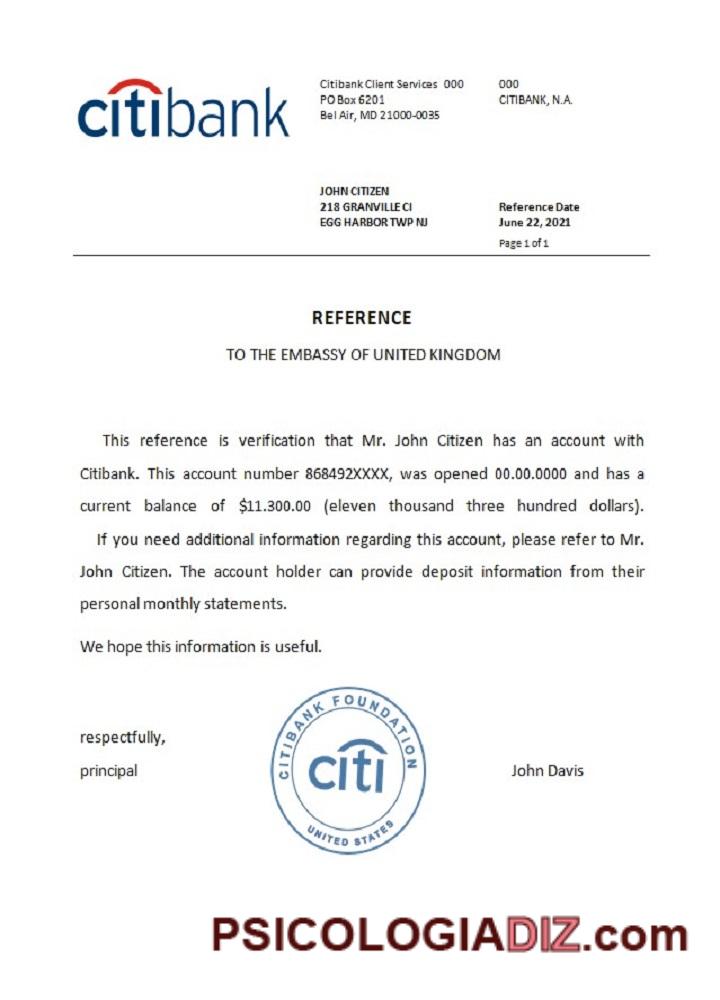 citibank
Citibank Client Services 000
PO Box 6201
Bel Air, MD 21000-0035
000
CITIBANK, N.A.
JOHN CITIZEN
218 GRANVILLE CI
EGG HARBOR TWP NJ
Reference Date
June 22, 2021
Page 1 of 1
REFERENCE
TO THE EMBASSY OF UNITED KINGDOM
This reference is verification that Mr. John Citizen has an account with
Citibank. This account number 868492XXXX, was opened 00.00.0000 and has a
current balance of $11.300.00 (eleven thousand three hundred dollars).
If you need additional information regarding this account, please refer to Mr.
John Citizen. The account holder can provide deposit information from their
personal monthly statements.
We hope this information is useful.
respectfully,
principal
CITIBANK FOUNDATION
citi
UNITED STATES
John Davis
PSICOLOGIADIZ.com